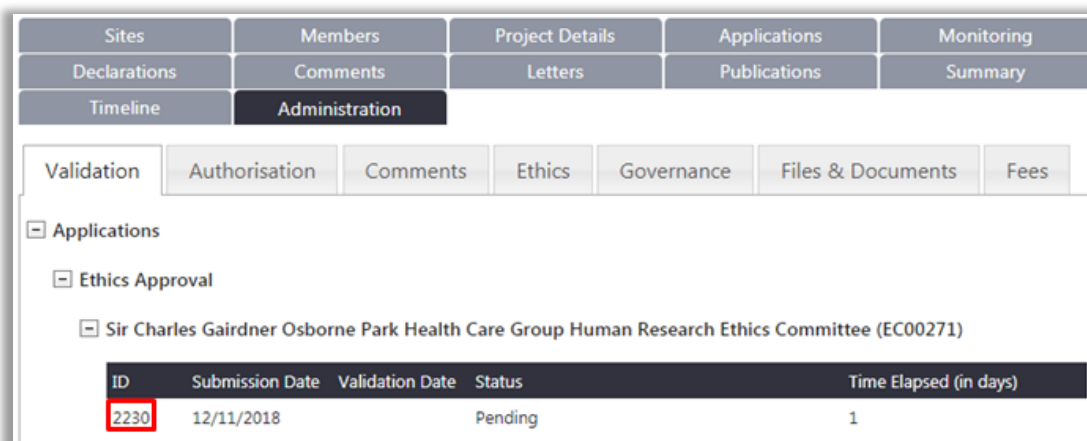 Sites Members Project Details Applications Monitoring
Declarations Comments Letters Publications Summary
Timeline Administration
Validation Authorisation Comments Ethics Governance Files & Documents Fees
Applications
Ethics Approval
Sir Charles Gairdner Osborne Park Health Care Group Human Research Ethics Committee (EC00271)
ID Submission Date Validation Date Status Time Elapsed (in days)
2230 12/11/2018 Pending 1